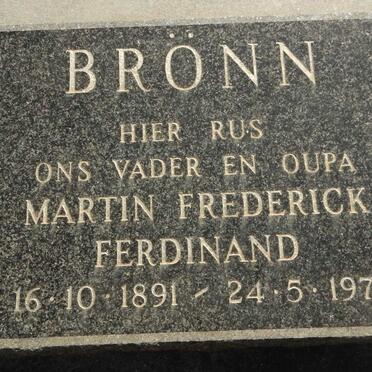 BRÖNN
HIER RUS
ONS VADER EN OUPA
MARTIN FREDERICK
FERDINAND
16·10·1891 - 24·5·197